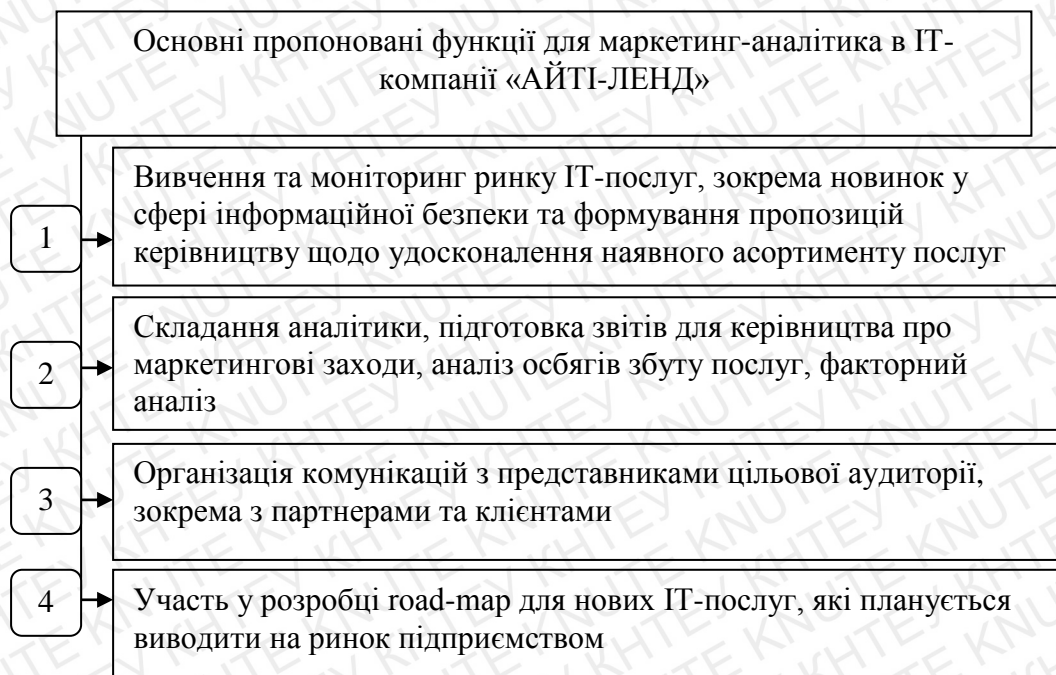 Основні пропоновані функції для маркетинг-аналітика в ІТ-
компанії «АЙТІ-ЛЕНД»
1
Вивчення та моніторинг ринку ІТ-послуг, зокрема новинок у
сфері інформаційної безпеки та формування пропозицій
керівництву щодо удосконалення наявного асортименту послуг
2
Складання аналітики, підготовка звітів для керівництва про
маркетингові заходи, аналіз осбягів збуту послуг, факторний
аналіз
3
Організація комунікацій з представниками цільової аудиторії,
зокрема з партнерами та клієнтами
4
Участь у розробці road-map для нових ІТ-послуг, які планується
виводити на ринок підприємством